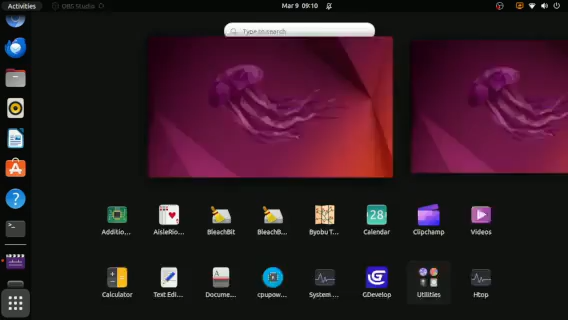 Activities OBS Studio Mar 9 09:10
Type to search
Additio... AisleRio... BleachBit BleachB... Byobu T... Calendar Clipchamp Videos
28
Calculator Text Edi... Docume... cpupow... System ... GDevelop Utilities Htop